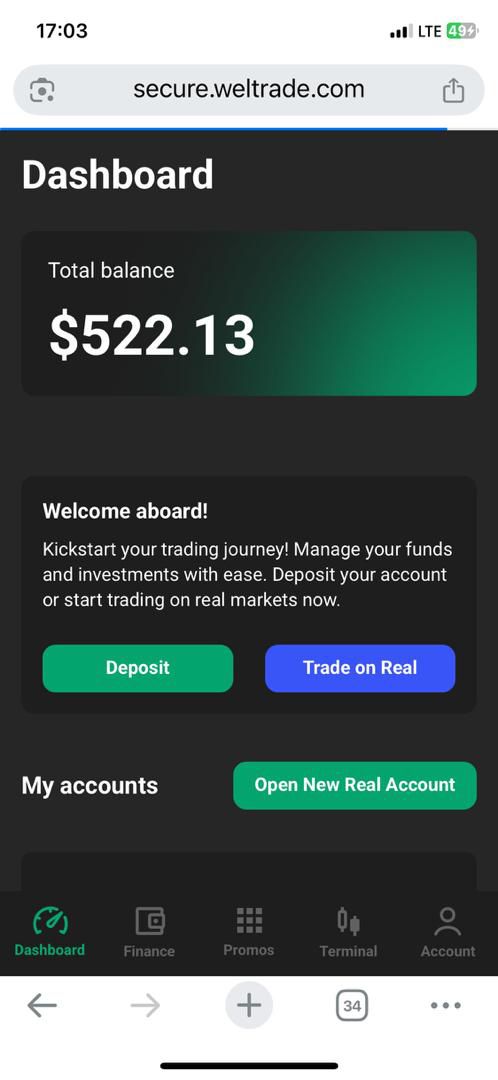 17:03
LTE 49
secure.weltrade.com
Dashboard
Total balance
$522.13
Welcome aboard!
Kickstart your trading journey! Manage your funds
and investments with ease. Deposit your account
or start trading on real markets now.
Deposit Trade on Real
My accounts Open New Real Account
Dashboard Finance Promos Terminal Account
34